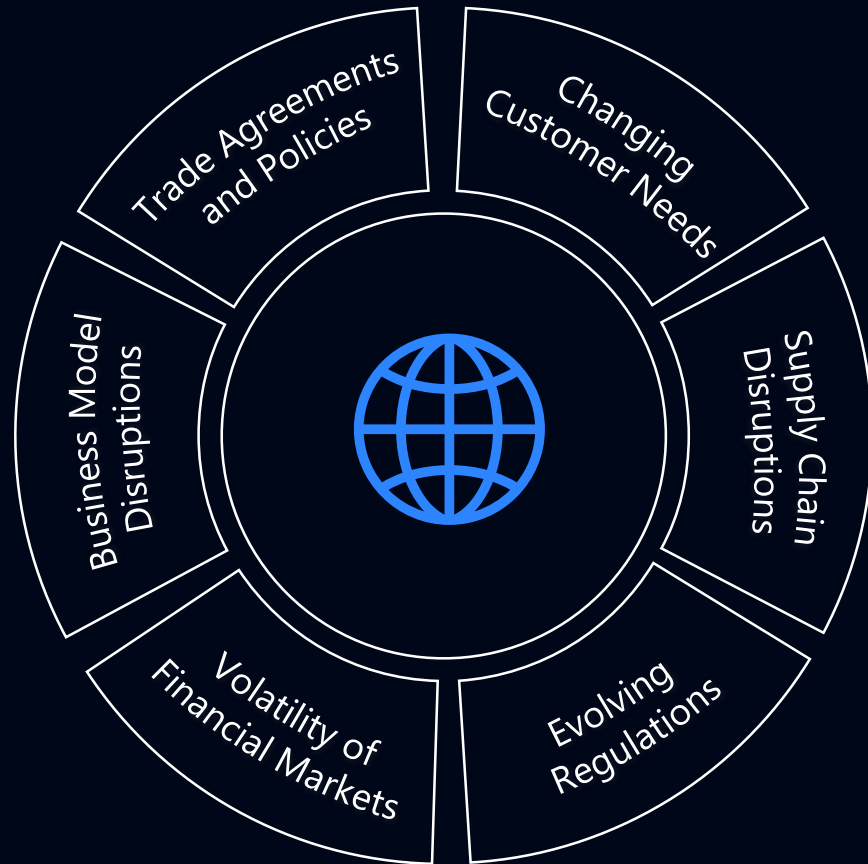 Trade Agreements
and Policies
Changing
Customer Needs
Supply Chain
Disruptions
Evolving
Regulations
Volatility of
Financial Markets
Business Model
Disruptions